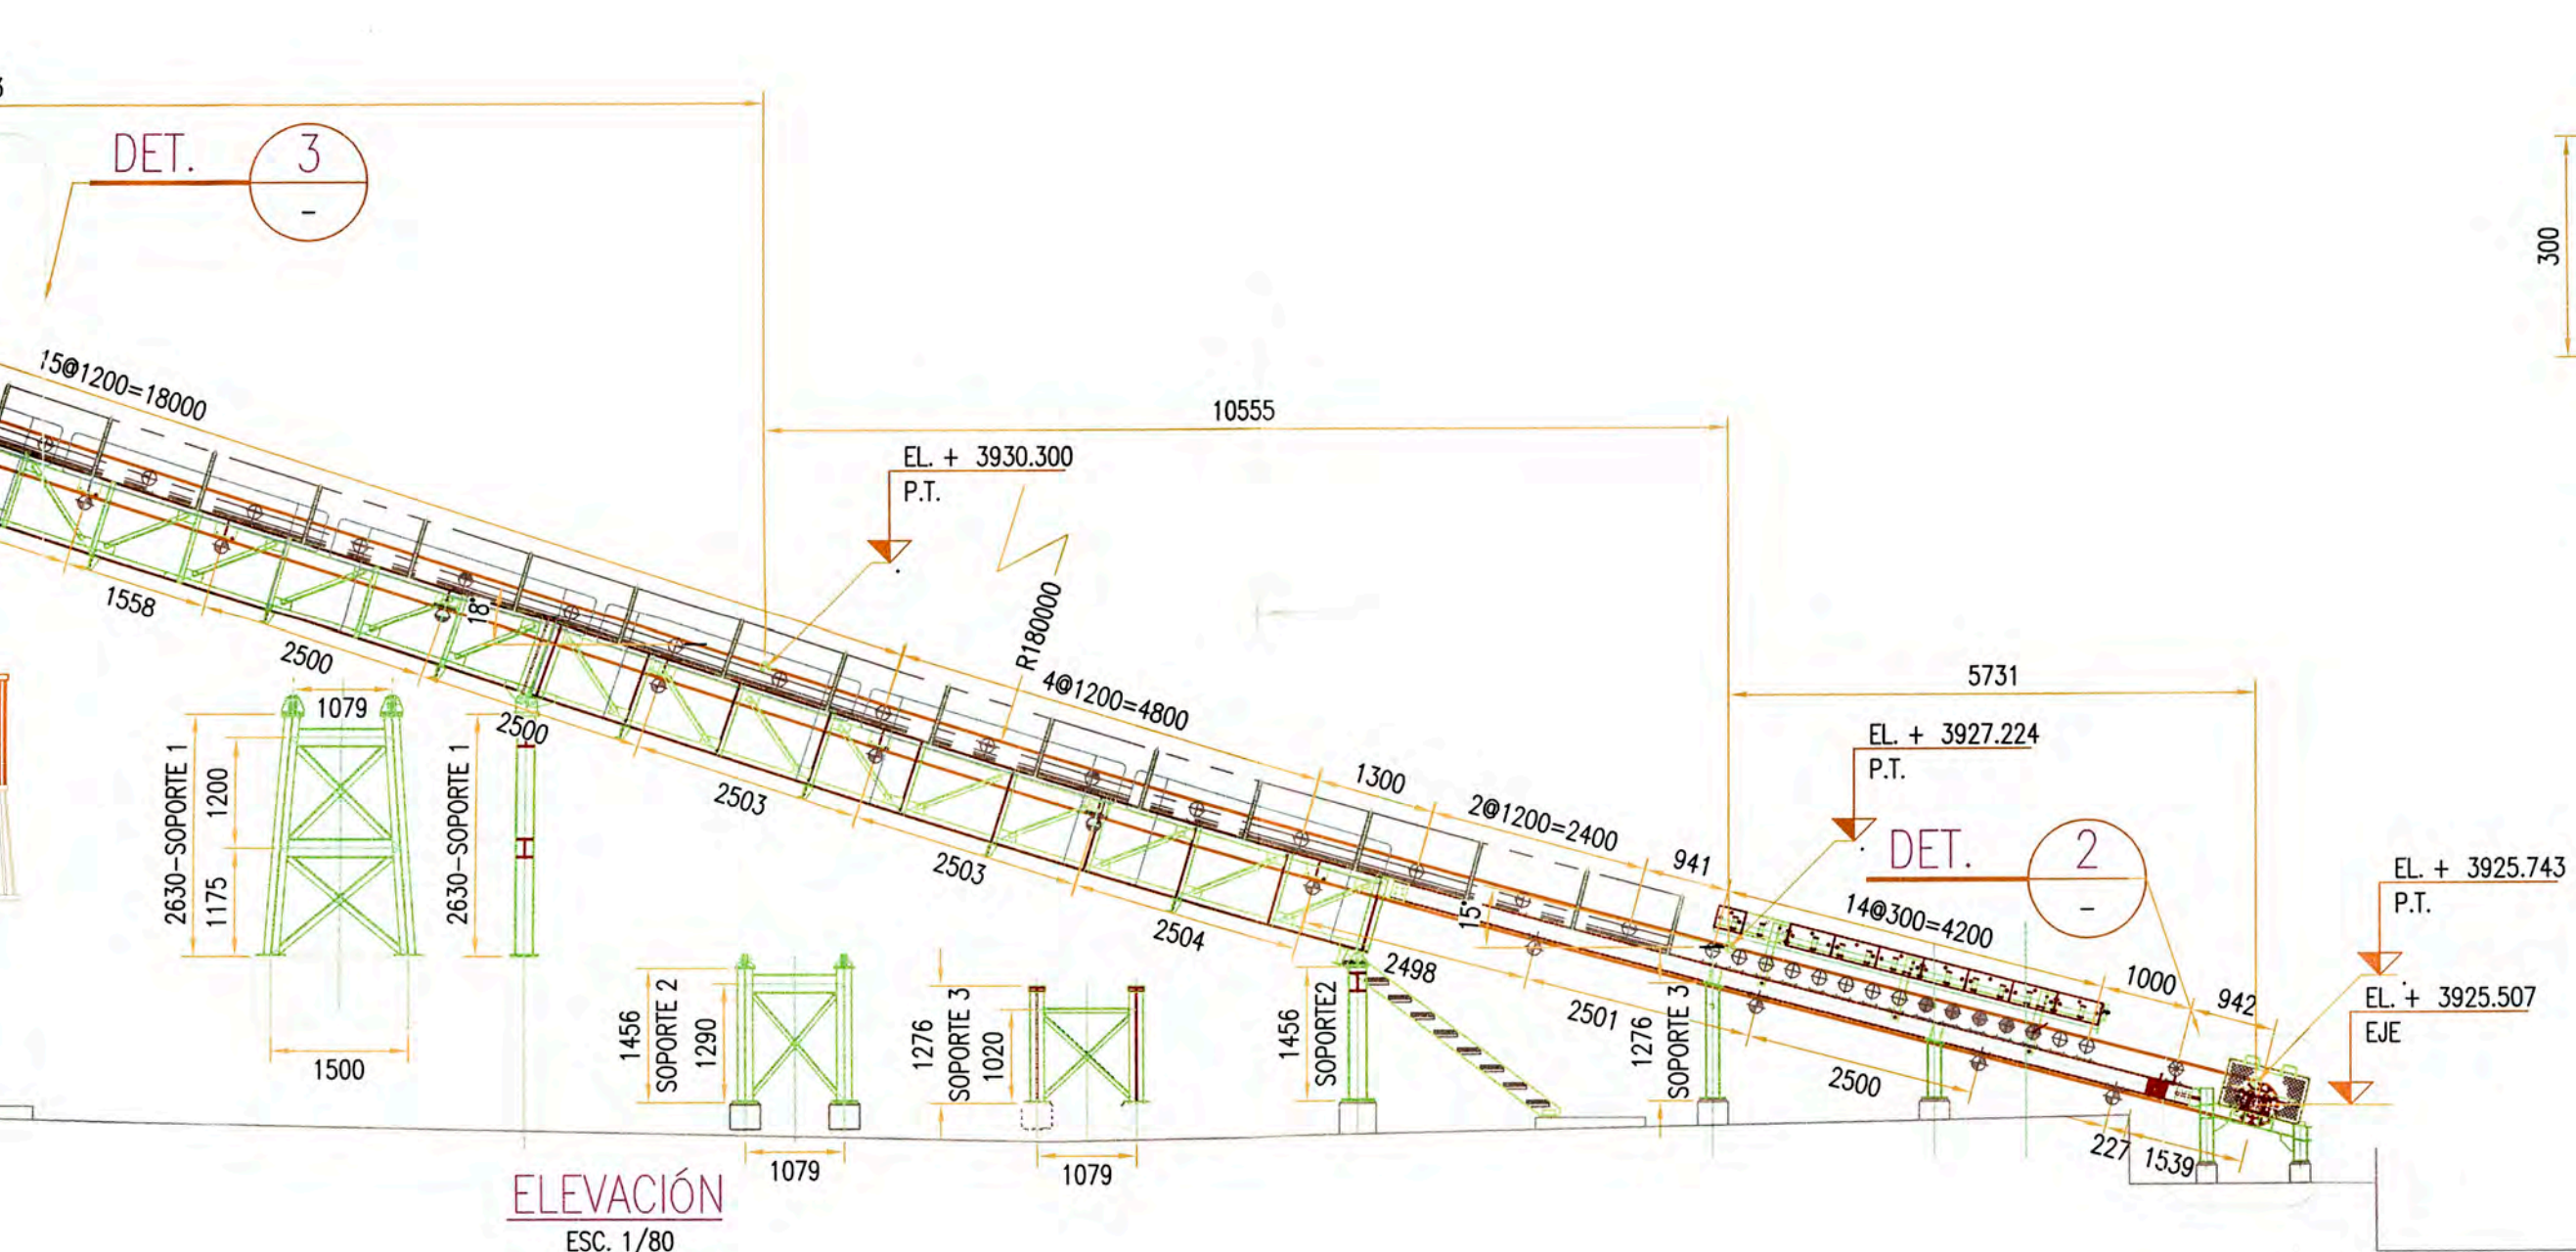 3
DET. 3
-
300
15@1200=18000
10555
EL. + 3930.300
P.T.
18°
R180000
4@1200=4800
1300
2@1200=2400
941
5731
EL. + 3927.224
P.T.
DET. 2
-
14@300=4200
1000
942
EL. + 3925.743
P.T.
EL. + 3925.507
EJE
15°
1558
2500
2500
2503
2503
2504
2498
2501
2500
227
1539
1079
2630-SOPORTE 1
1200
1175
1500
2630-SOPORTE 1
1456
SOPORTE 2
1290
1079
1276
SOPORTE 3
1020
1079
1456
SOPORTE2
1276
SOPORTE 3
ELEVACIÓN
ESC. 1/80